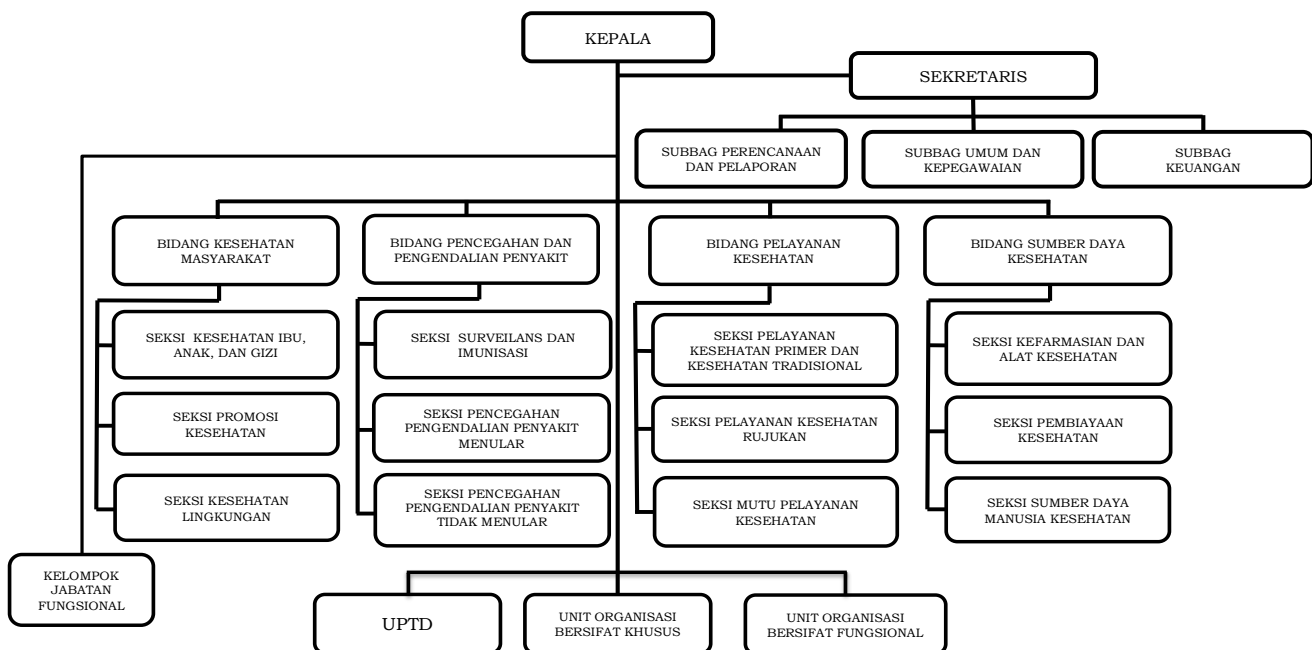 KEPALA
SEKRETARIS
SUBBAG PERENCANAAN
DAN PELAPORAN
SUBBAG UMUM DAN
KEPEGAWAIAN
SUBBAG
KEUANGAN
BIDANG KESEHATAN
MASYARAKAT
BIDANG PENCEGAHAN DAN
PENGENDALIAN PENYAKIT
BIDANG PELAYANAN
KESEHATAN
BIDANG SUMBER DAYA
KESEHATAN
SEKSI  KESEHATAN IBU,
ANAK, DAN GIZI
SEKSI  SURVEILANS DAN
IMUNISASI
SEKSI PELAYANAN
KESEHATAN PRIMER DAN
KESEHATAN TRADISIONAL
SEKSI KEFARMASIAN DAN
ALAT KESEHATAN
SEKSI PROMOSI
KESEHATAN
SEKSI PENCEGAHAN
PENGENDALIAN PENYAKIT
MENULAR
SEKSI PELAYANAN KESEHATAN
RUJUKAN
SEKSI PEMBIAYAAN
KESEHATAN
SEKSI KESEHATAN
LINGKUNGAN
SEKSI PENCEGAHAN
PENGENDALIAN PENYAKIT
TIDAK MENULAR
SEKSI MUTU PELAYANAN
KESEHATAN
SEKSI SUMBER DAYA
MANUSIA KESEHATAN
KELOMPOK
JABATAN
FUNGSIONAL
UPTD
UNIT ORGANISASI
BERSIFAT KHUSUS
UNIT ORGANISASI
BERSIFAT FUNGSIONAL